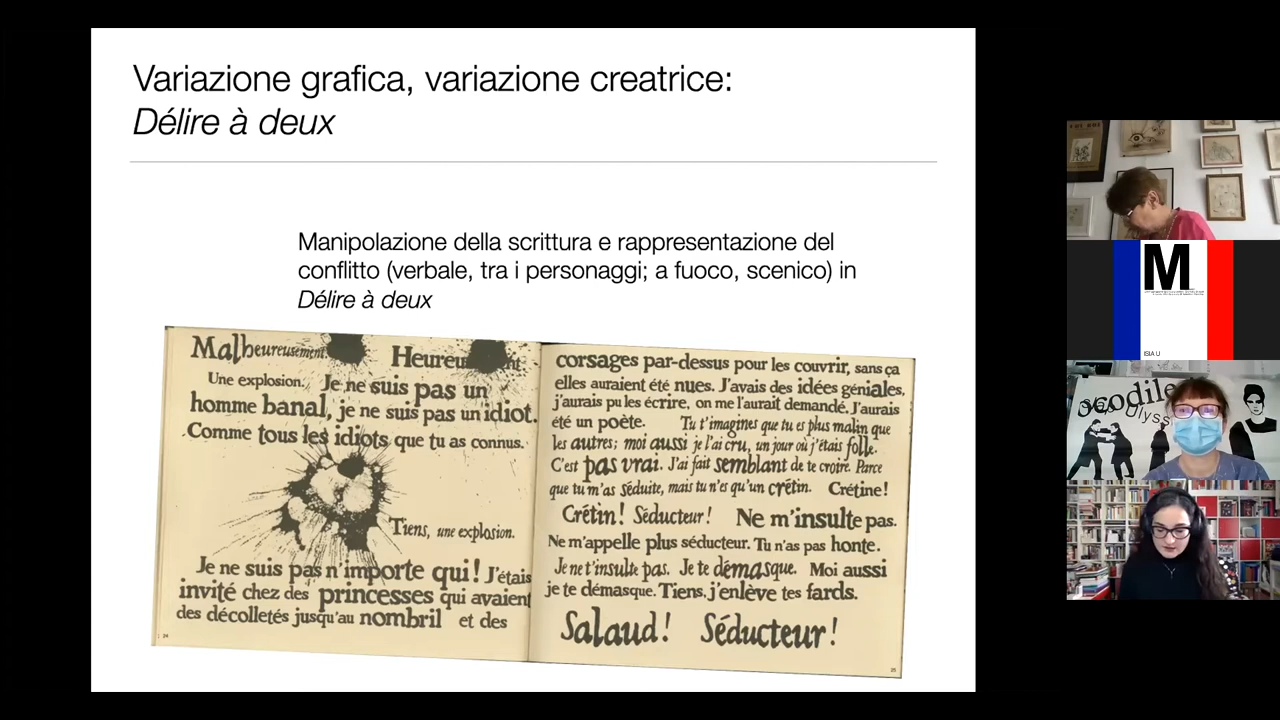 Variazione grafica, variazione creatrice:
Délire à deux
Manipolazione della scrittura e rappresentazione del
conflitto (verbale, tra i personaggi; a fuoco, scenico) in
Délire à deux
Malheureusement. Heureu nt
Une explosion. Je ne suis pas un
homme banal, je ne suis pas un idiot.
Comme tous les idiots que tu as connus.
Tiens, une explosion.
Je ne suis pas n'importe qui! J'étais
invité chez des princesses qui avaient
des décolletés jusqu'au nombril et des
24
corsages par-dessus pour les couvrir, sans ça
elles auraient été nues. J'avais des idées géniales,
j'aurais pu les écrire, on me l'aurait demandé. J'aurais
été un poète. Tu t'imagines que tu es plus malin que
les autres; moi aussi je l'ai cru, un jour où j'étais folle.
C'est pas vrai. J'ai fait semblant de te croire. Parce
que tu m'as séduite, mais tu n'es qu'un crétin. Crétine!
Crétin! Séducteur! Ne m'insulte pas.
Ne m'appelle plus séducteur. Tu n'as pas honte.
Je ne t'insulte pas. Je te démasque. Moi aussi
je te démasque. Tiens, j'enlève tes fards.
Salaud! Séducteur!
25
M
ISIA U
ocodile
Ulyss